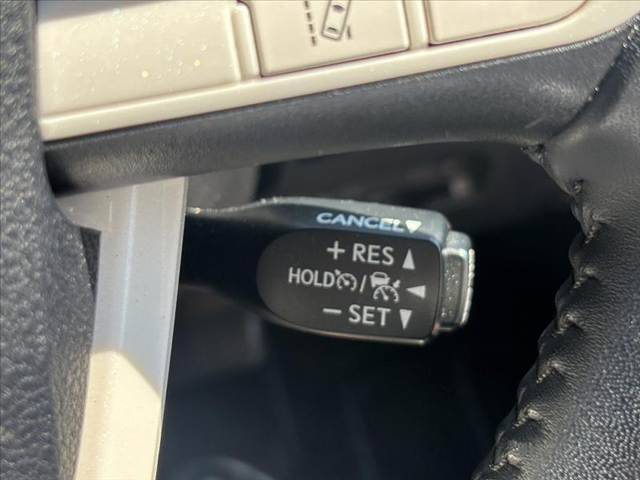 CANCEL▼
+ RES ▲
HOLD / ◀
− SET ▼